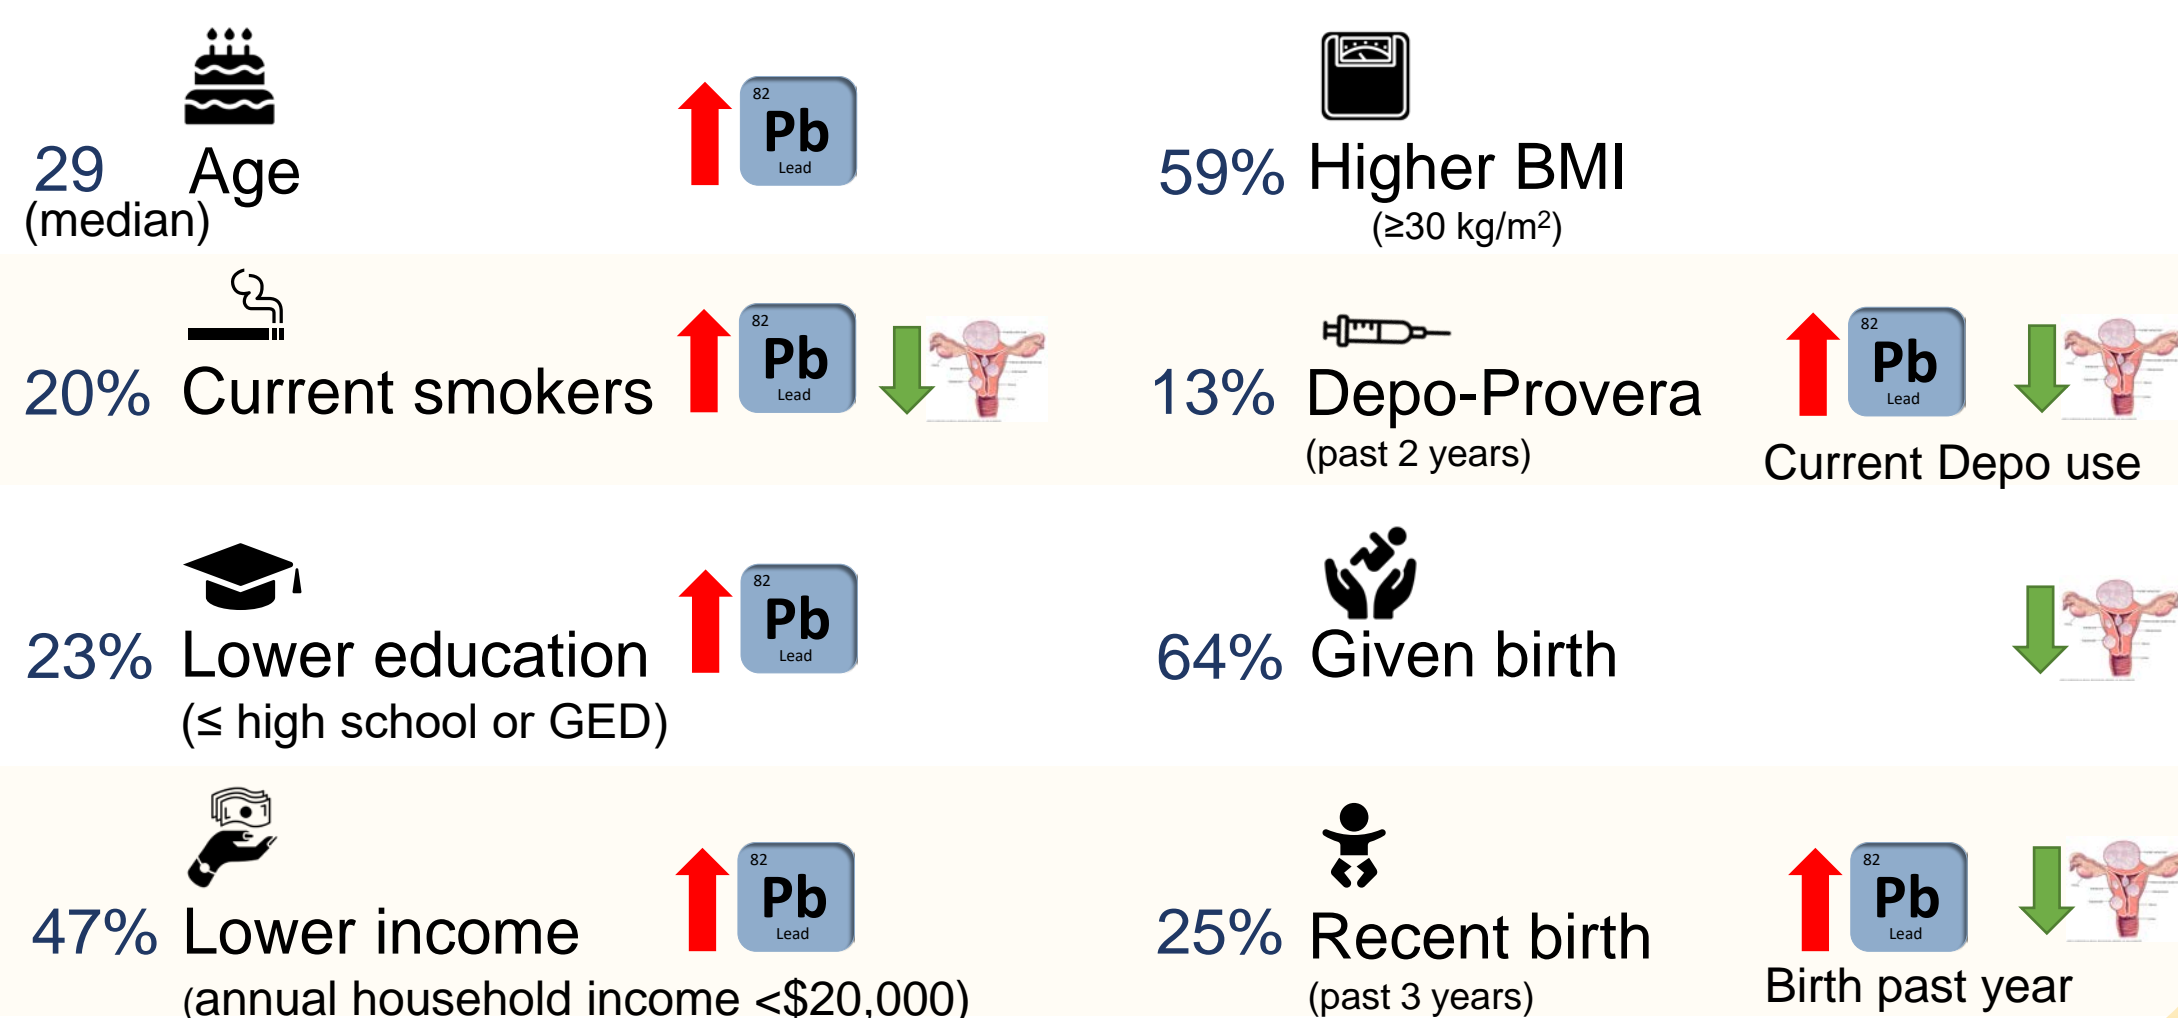 82
Pb
Lead
29 Age
(median)
59% Higher BMI
(≥30 kg/m²)
82
Pb
Lead
20% Current smokers
82
Pb
Lead
13% Depo-Provera
(past 2 years)
Current Depo use
82
Pb
Lead
23% Lower education
(≤ high school or GED)
64% Given birth
82
Pb
Lead
47% Lower income
(annual household income <$20,000)
82
Pb
Lead
25% Recent birth
(past 3 years)
Birth past year